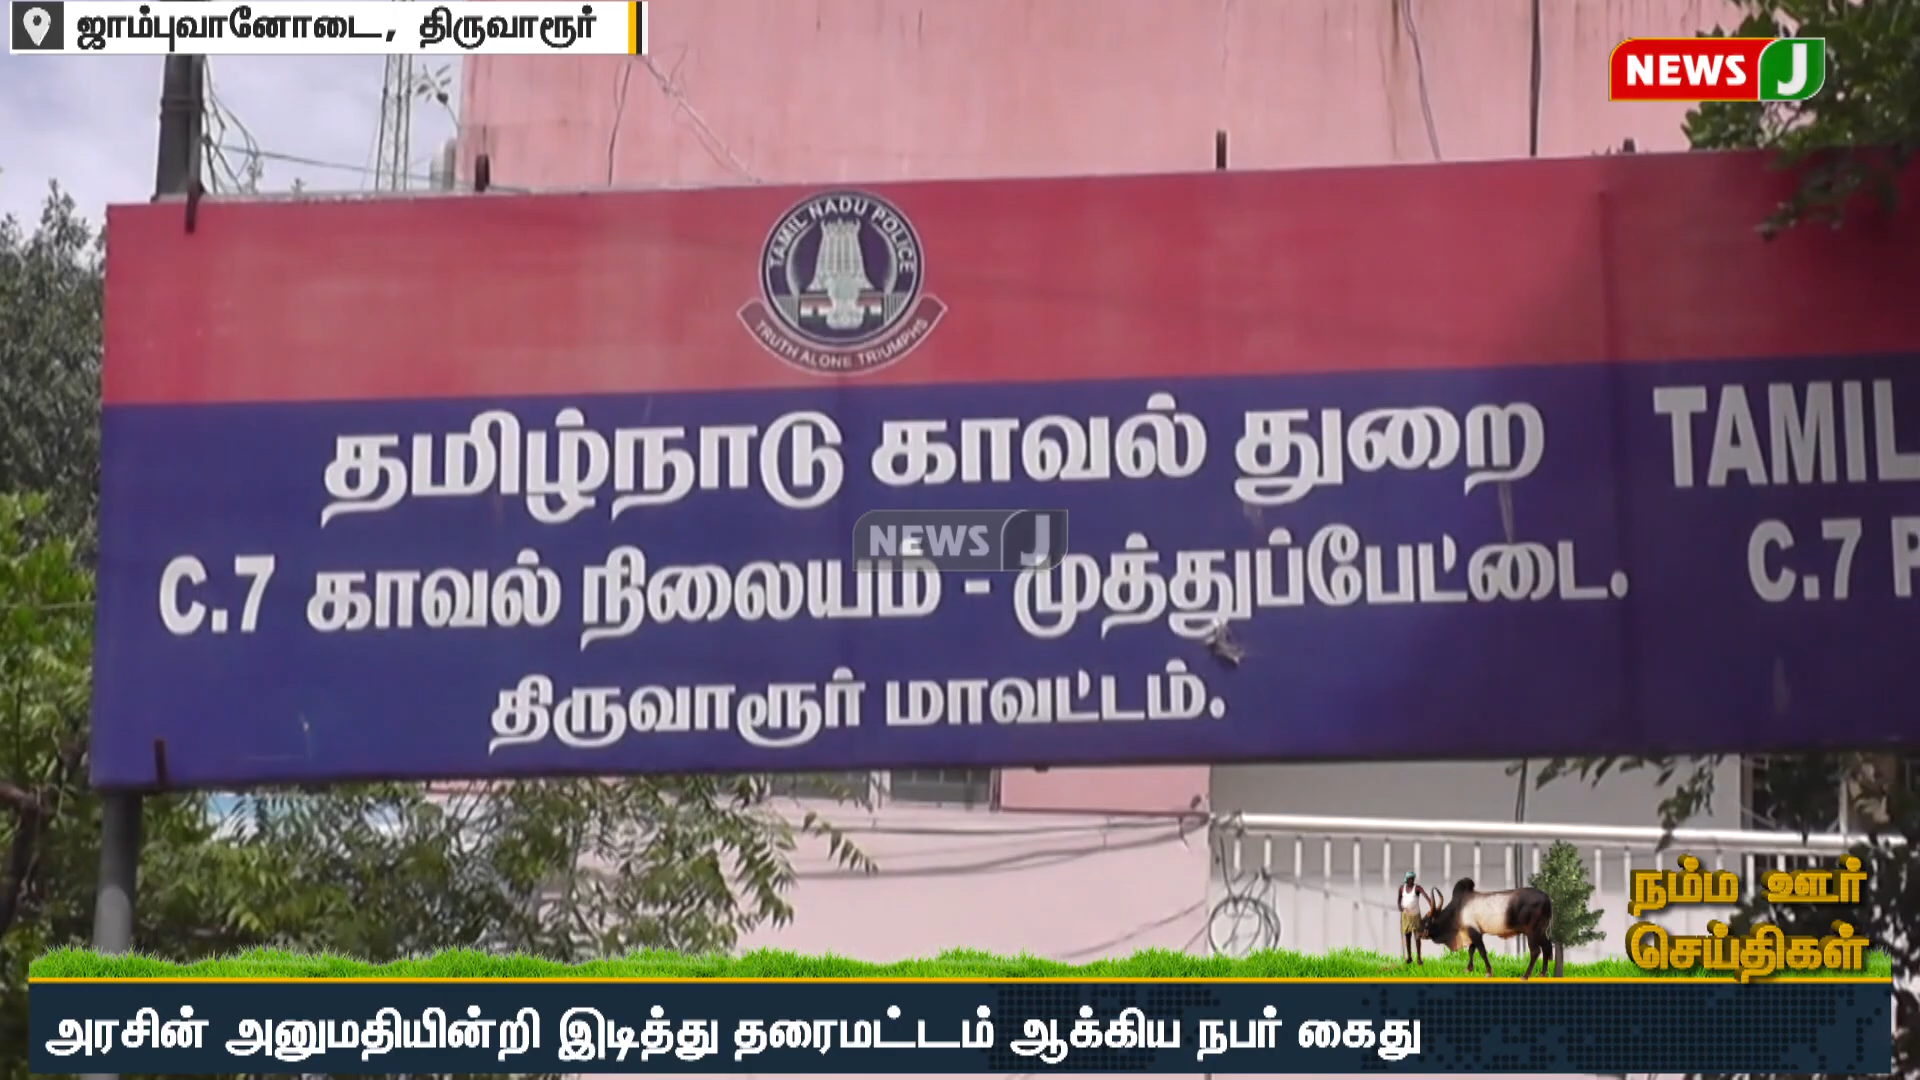 ஜாம்புவானோடை, திருவாரூர்
NEWS J
TAMIL NADU POLICE
TRUTH ALONE TRIUMPHS
தமிழ்நாடு காவல் துறை
TAMIL
C.7 காவல் நிலையம் - முத்துப்பேட்டை.
C.7 P
திருவாரூர் மாவட்டம்.
NEWS J
நம்ம ஊர்
செய்திகள்
அரசின் அனுமதியின்றி இடித்து தரைமட்டம் ஆக்கிய நபர் கைது